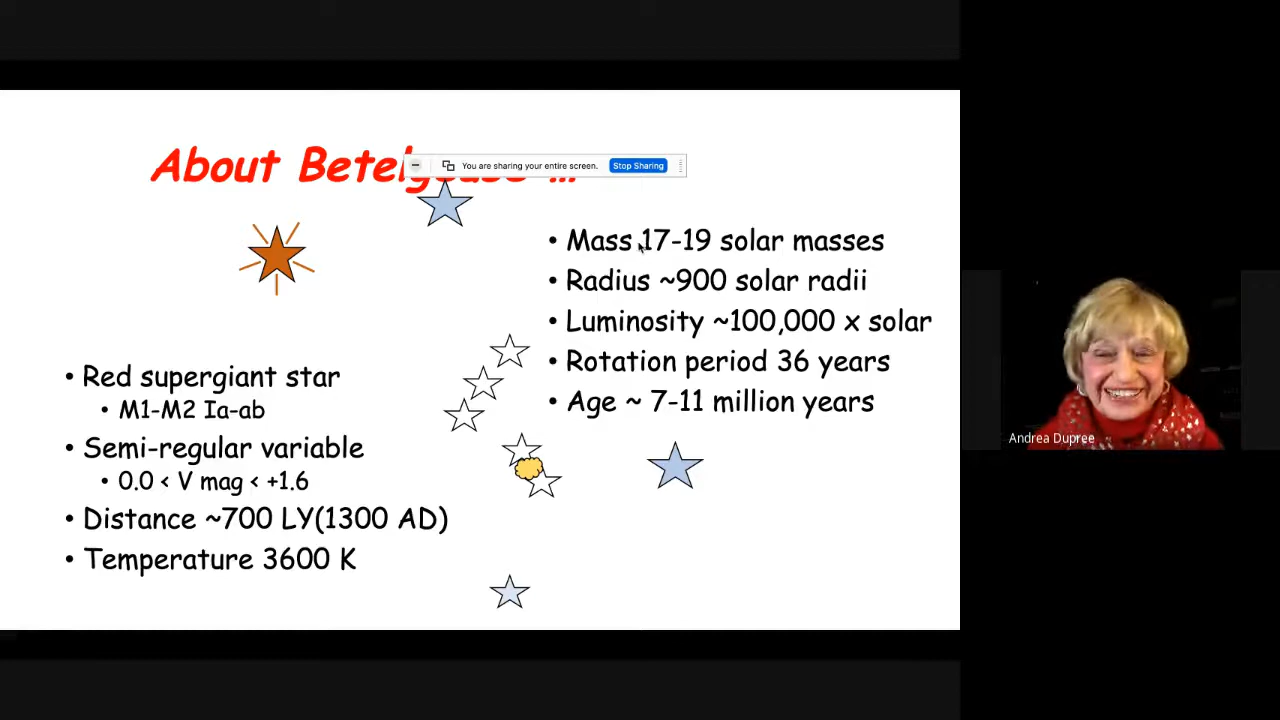 About Betelgeuse ...
You are sharing your entire screen.
Stop Sharing
• Mass 17-19 solar masses
• Radius ~900 solar radii
• Luminosity ~100,000 x solar
• Rotation period 36 years
• Age ~ 7-11 million years
• Red supergiant star
• M1-M2 Ia-ab
• Semi-regular variable
• 0.0 < V mag < +1.6
• Distance ~700 LY(1300 AD)
• Temperature 3600 K
Andrea Dupree